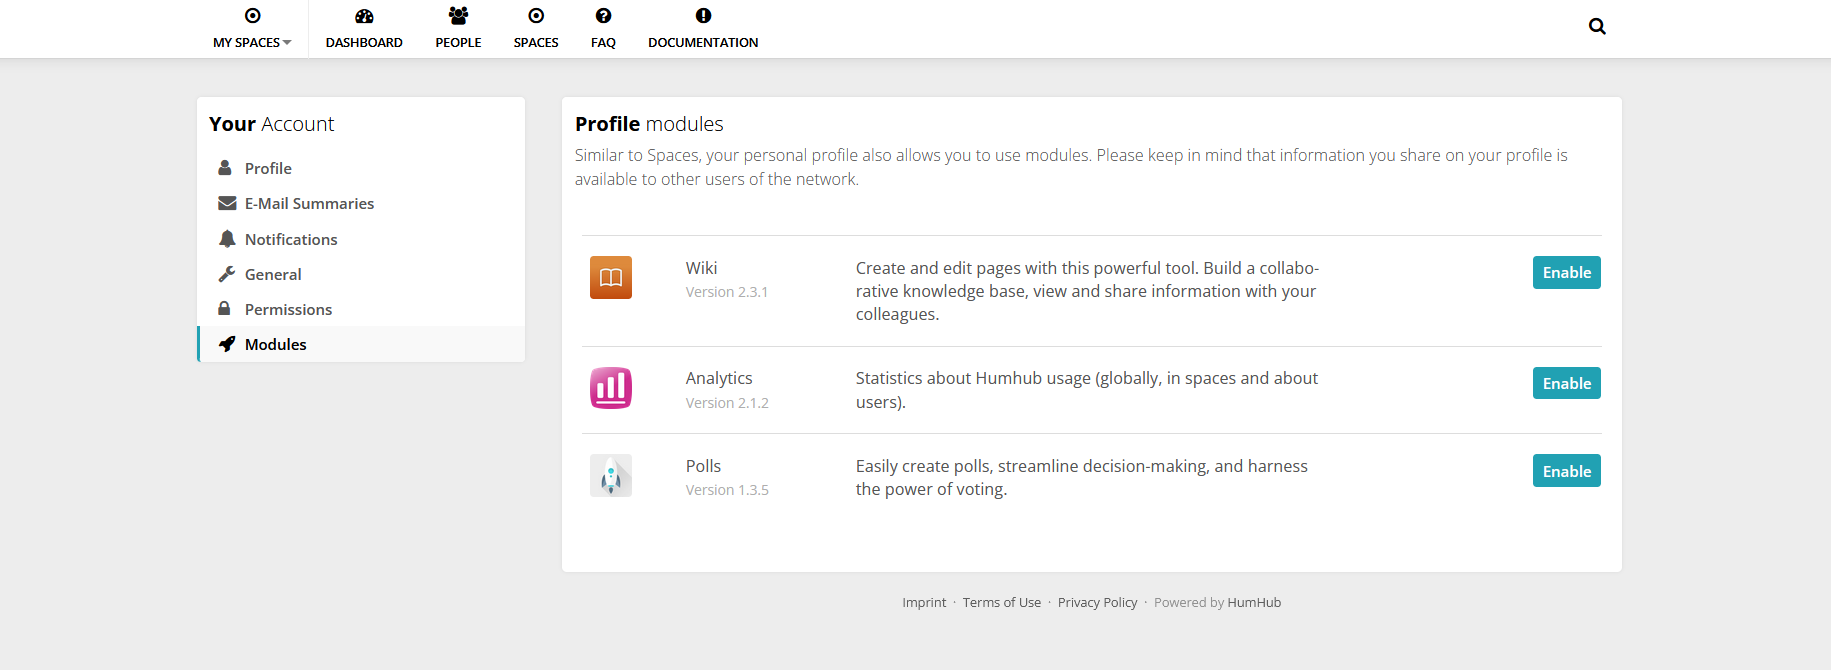 MY SPACES
DASHBOARD
PEOPLE
SPACES
FAQ
DOCUMENTATION
Your Account
Profile
E-Mail Summaries
Notifications
General
Permissions
Modules
Profile modules
Similar to Spaces, your personal profile also allows you to use modules. Please keep in mind that information you share on your profile is
available to other users of the network.
Wiki
Version 2.3.1
Create and edit pages with this powerful tool. Build a collabo-
rative knowledge base, view and share information with your
colleagues.
Enable
Analytics
Version 2.1.2
Statistics about Humhub usage (globally, in spaces and about
users).
Enable
Polls
Version 1.3.5
Easily create polls, streamline decision-making, and harness
the power of voting.
Enable
Imprint · Terms of Use · Privacy Policy · Powered by HumHub